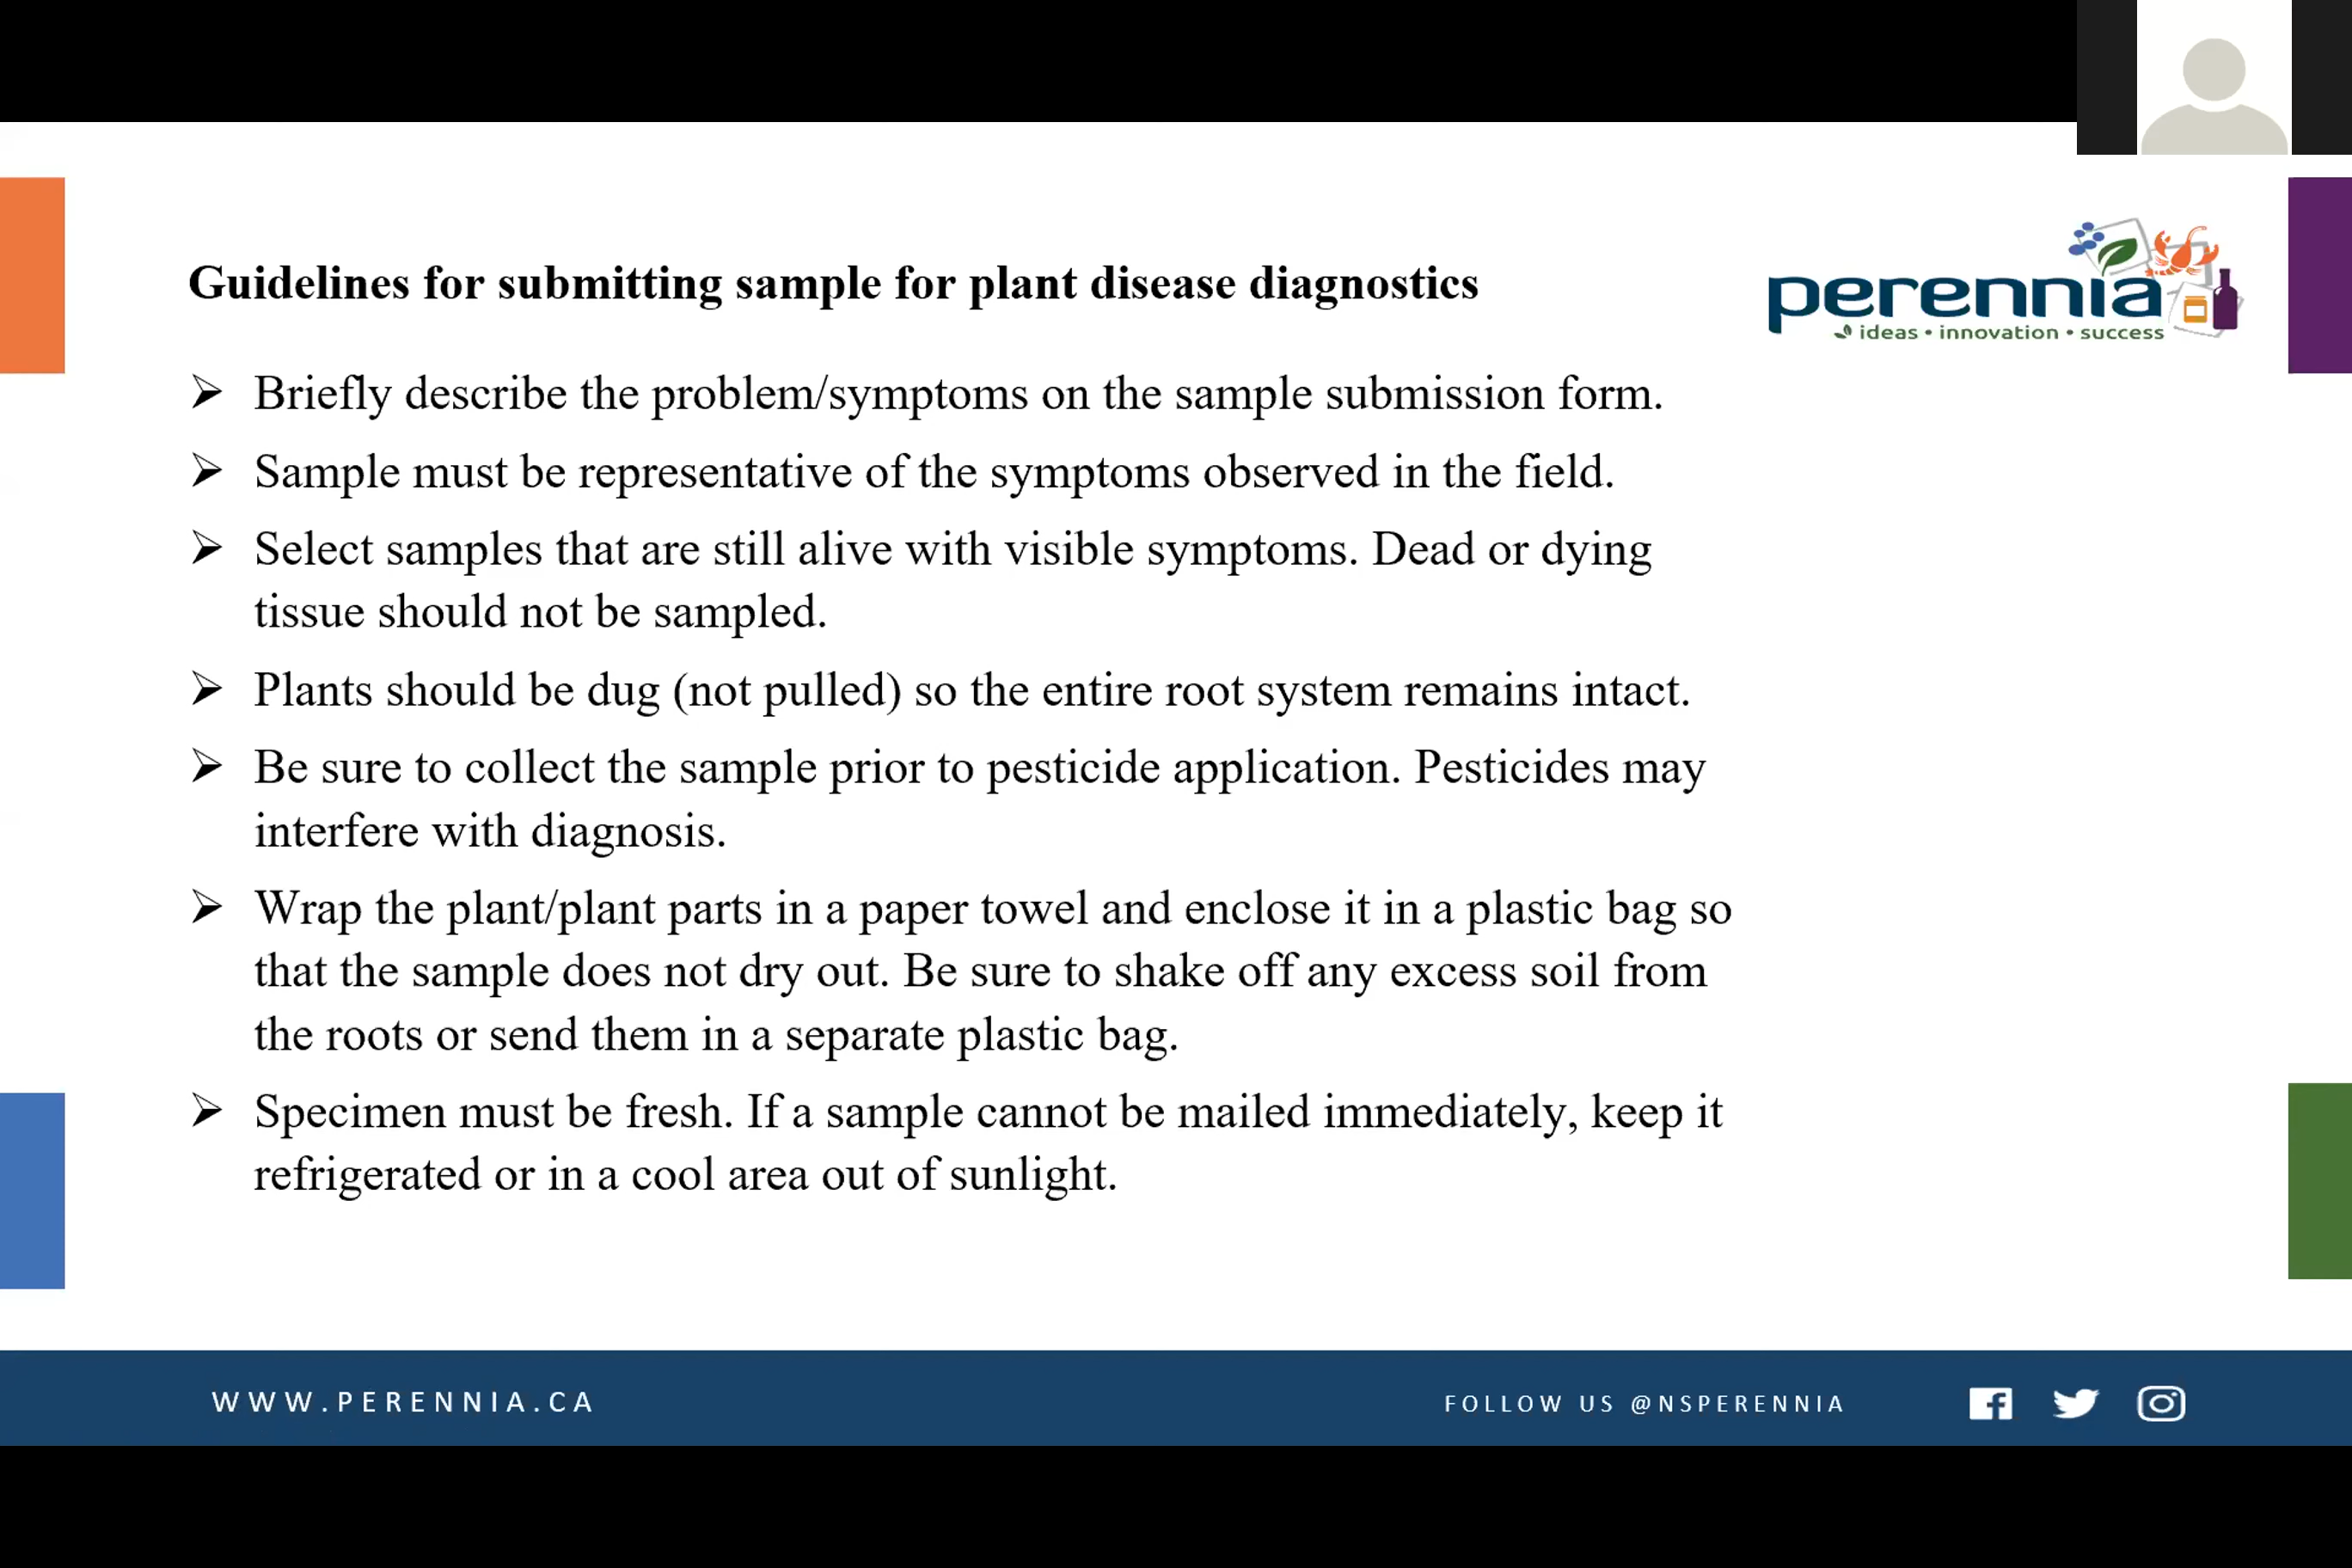 perennia
ideas • innovation • success
Guidelines for submitting sample for plant disease diagnostics
➢ Briefly describe the problem/symptoms on the sample submission form.
➢ Sample must be representative of the symptoms observed in the field.
➢ Select samples that are still alive with visible symptoms. Dead or dying
tissue should not be sampled.
➢ Plants should be dug (not pulled) so the entire root system remains intact.
➢ Be sure to collect the sample prior to pesticide application. Pesticides may
interfere with diagnosis.
➢ Wrap the plant/plant parts in a paper towel and enclose it in a plastic bag so
that the sample does not dry out. Be sure to shake off any excess soil from
the roots or send them in a separate plastic bag.
➢ Specimen must be fresh. If a sample cannot be mailed immediately, keep it
refrigerated or in a cool area out of sunlight.
WWW.PERENNIA.CA
FOLLOW US @NSPERENNIA